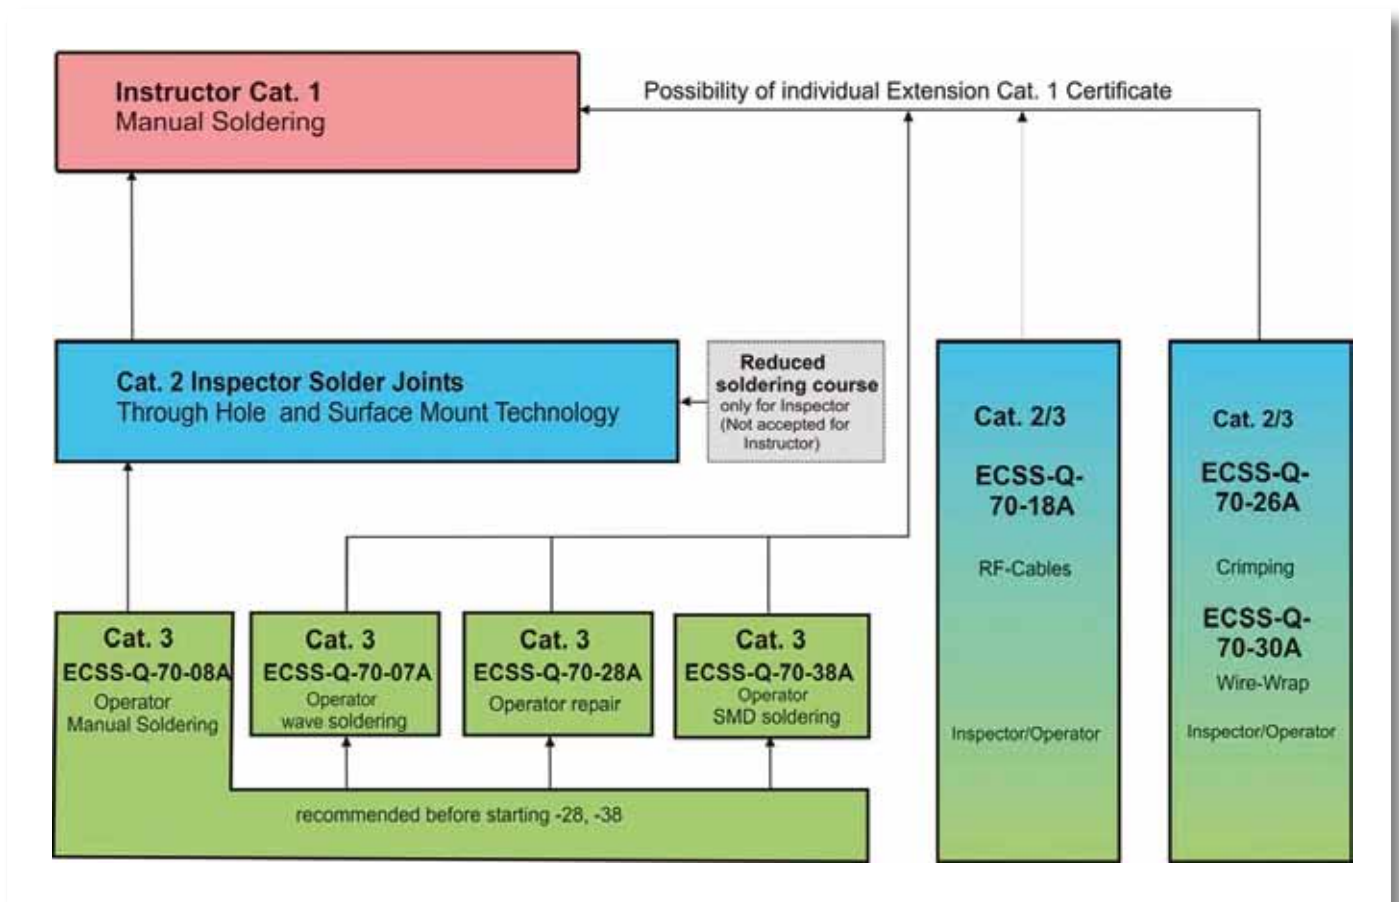 Instructor Cat. 1
Manual Soldering
Possibility of individual Extension Cat. 1 Certificate
Cat. 2 Inspector Solder Joints
Through Hole and Surface Mount Technology
Reduced
soldering course
only for Inspector
(Not accepted for
Instructor)
Cat. 2/3
ECSS-Q-
70-18A
RF-Cables
Inspector/Operator
Cat. 2/3
ECSS-Q-
70-26A
Crimping
ECSS-Q-
70-30A
Wire-Wrap
Inspector/Operator
Cat. 3
ECSS-Q-70-08A
Operator
Manual Soldering
Cat. 3
ECSS-Q-70-07A
Operator
wave soldering
Cat. 3
ECSS-Q-70-28A
Operator repair
Cat. 3
ECSS-Q-70-38A
Operator
SMD soldering
recommended before starting -28, -38